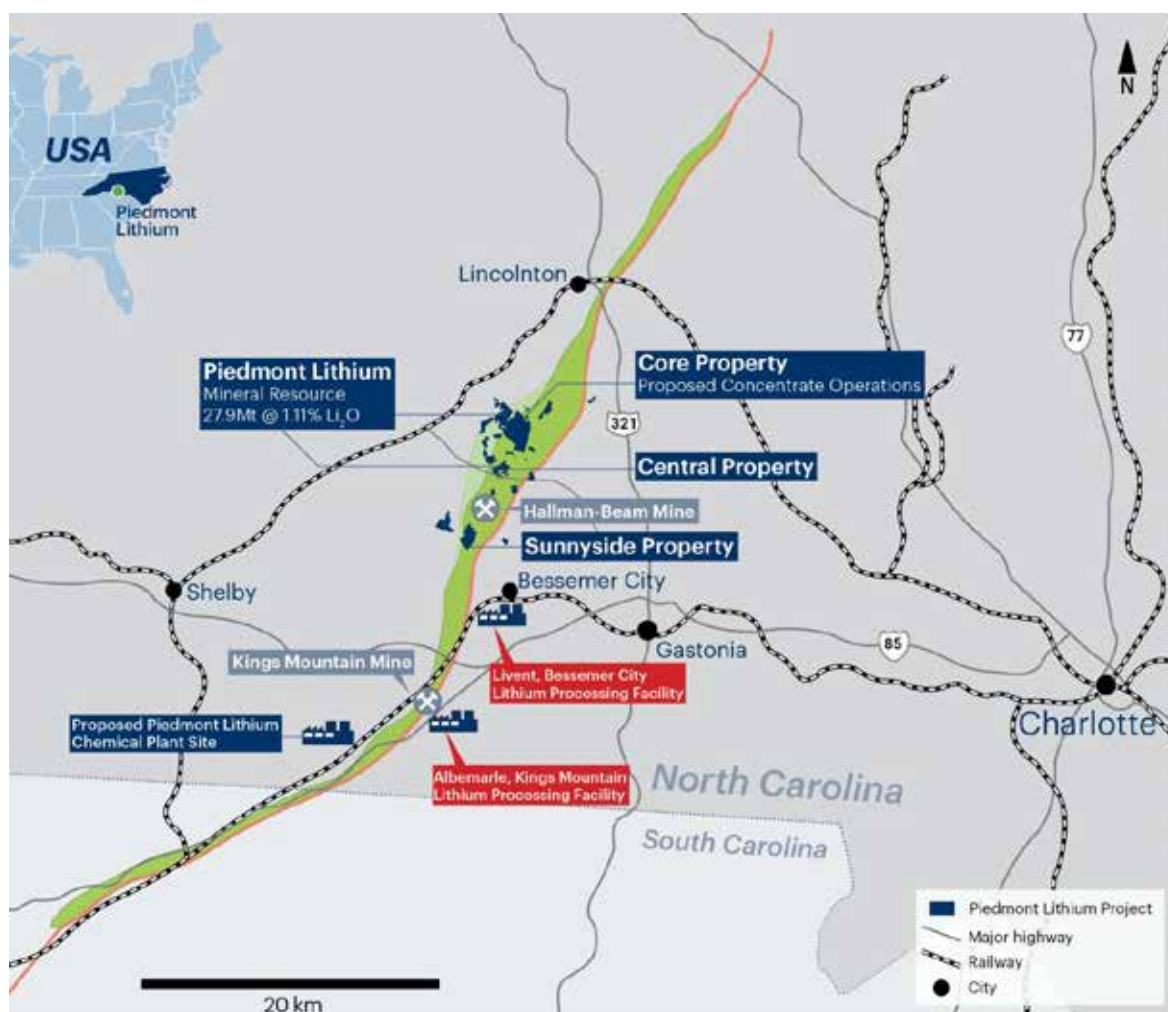 USA
Piedmont
Lithium
N
Lincolnton
77
Piedmont Lithium
Mineral Resource
27.9Mt @ 1.11% Li₂O
Core Property
Proposed Concentrate Operations
321
Central Property
Hallman-Beam Mine
Sunnyside Property
Shelby
Bessemer City
Gastonia
85
Kings Mountain Mine
Livent, Bessemer City
Lithium Processing Facility
Charlotte
Proposed Piedmont Lithium
Chemical Plant Site
Albemarle, Kings Mountain
Lithium Processing Facility
North Carolina
South Carolina
Piedmont Lithium Project
Major highway
Railway
City
20 km